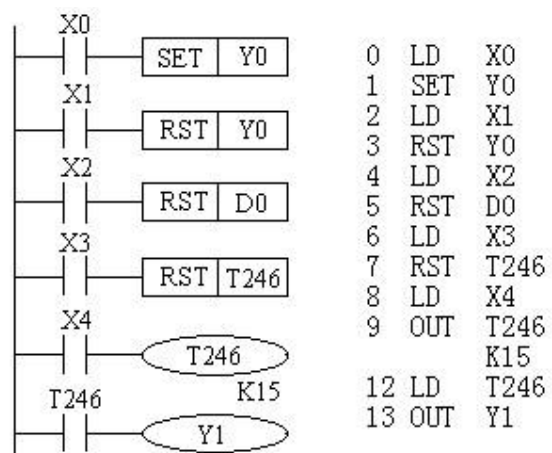 X0
SET Y0
X1
RST Y0
X2
RST D0
X3
RST T246
X4
T246
K15
T246
Y1
0 LD X0
1 SET Y0
2 LD X1
3 RST Y0
4 LD X2
5 RST D0
6 LD X3
7 RST T246
8 LD X4
9 OUT T246
K15
12 LD T246
13 OUT Y1